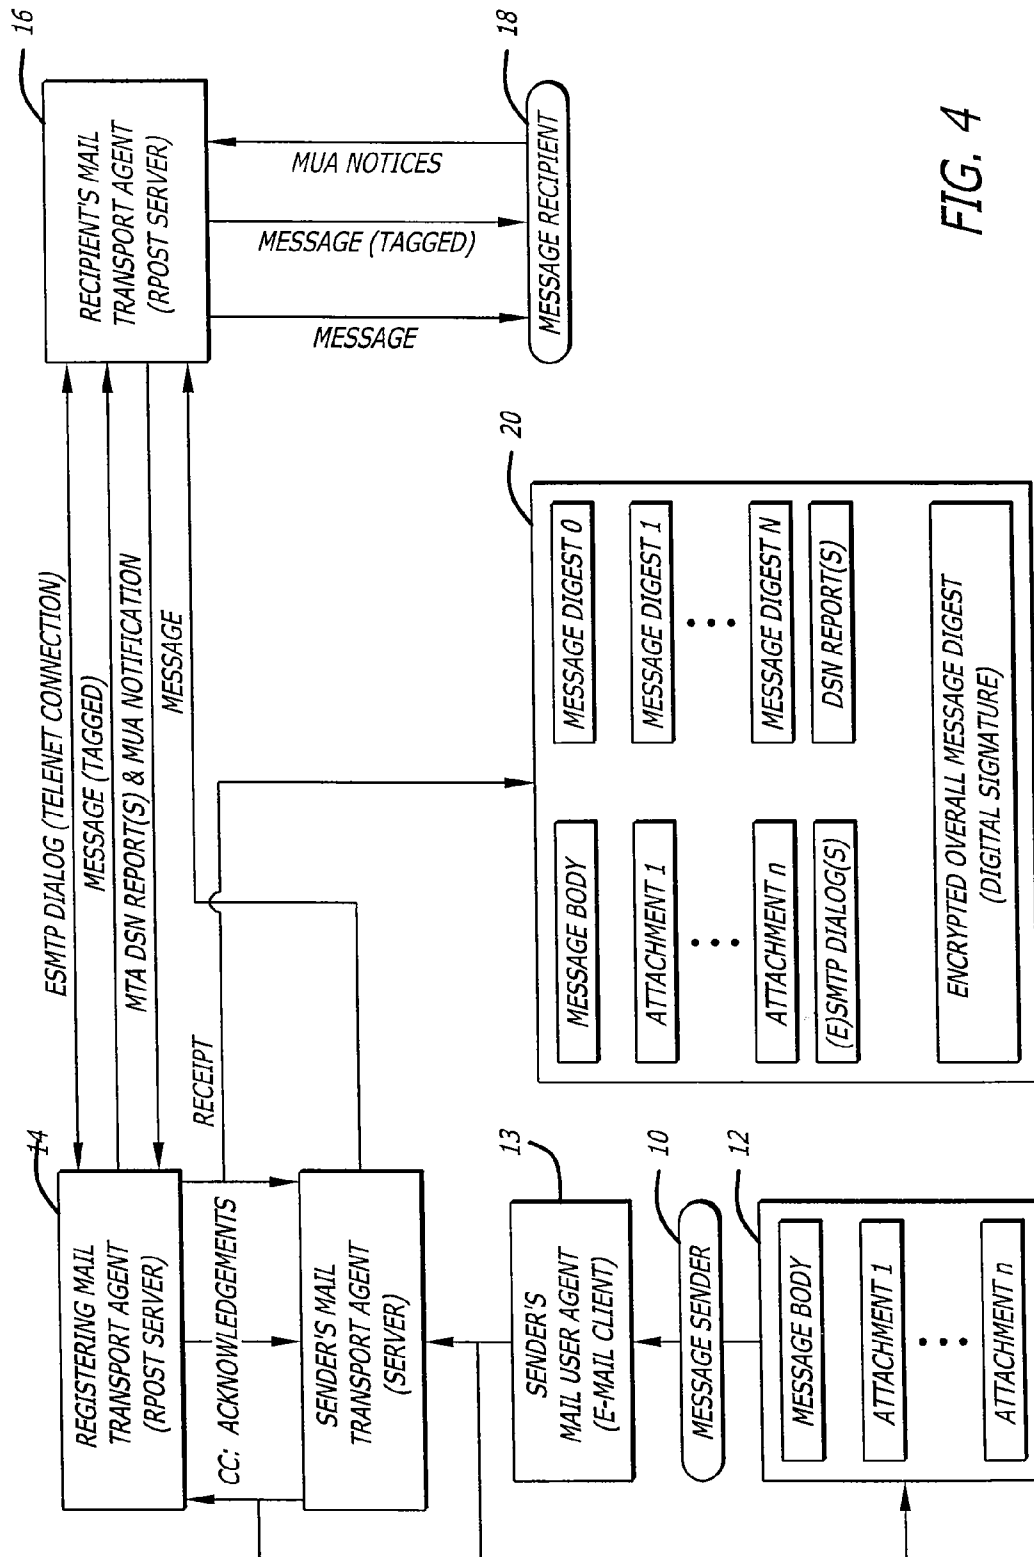 14
REGISTERING MAIL
TRANSPORT AGENT
(RPOST SERVER)
ESMTP DIALOG (TELENET CONNECTION)
MESSAGE (TAGGED)
MTA DSN REPORT(S) & MUA NOTIFICATION
MESSAGE
16
RECIPIENT'S MAIL
TRANSPORT AGENT
(RPOST SERVER)
CC: ACKNOWLEDGEMENTS
RECEIPT
SENDER'S MAIL
TRANSPORT AGENT
(SERVER)
MESSAGE
MESSAGE (TAGGED)
MUA NOTICES
18
MESSAGE RECIPIENT
13
SENDER'S
MAIL USER AGENT
(E-MAIL CLIENT)
10
MESSAGE SENDER
12
MESSAGE BODY
ATTACHMENT 1
ATTACHMENT n
20
MESSAGE BODY
MESSAGE DIGEST 0
ATTACHMENT 1
MESSAGE DIGEST 1
ATTACHMENT n
MESSAGE DIGEST N
(E)SMTP DIALOG(S)
DSN REPORT(S)
ENCRYPTED OVERALL MESSAGE DIGEST
(DIGITAL SIGNATURE)
FIG. 4